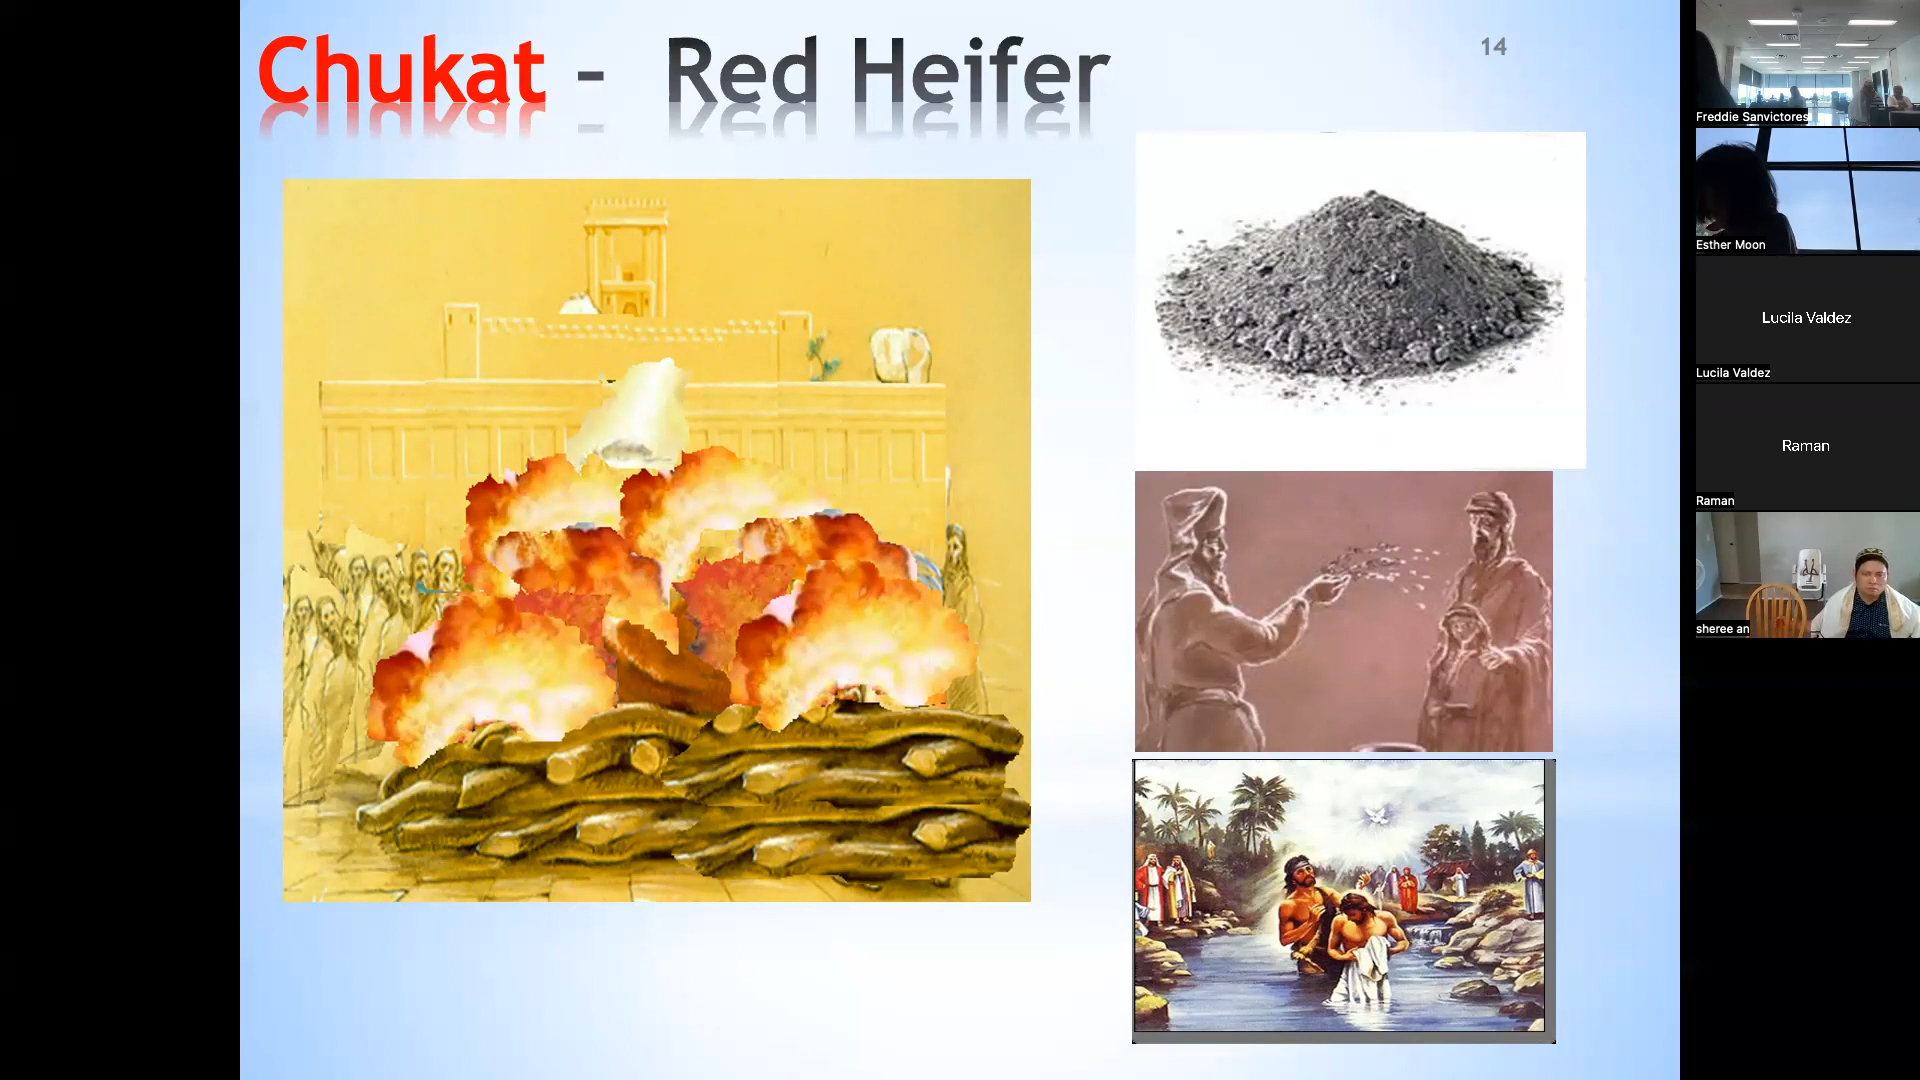 Chukat - Red Heifer
14
Freddie Sanvictores
Esther Moon
Lucila Valdez
Lucila Valdez
Raman
Raman
sheree an